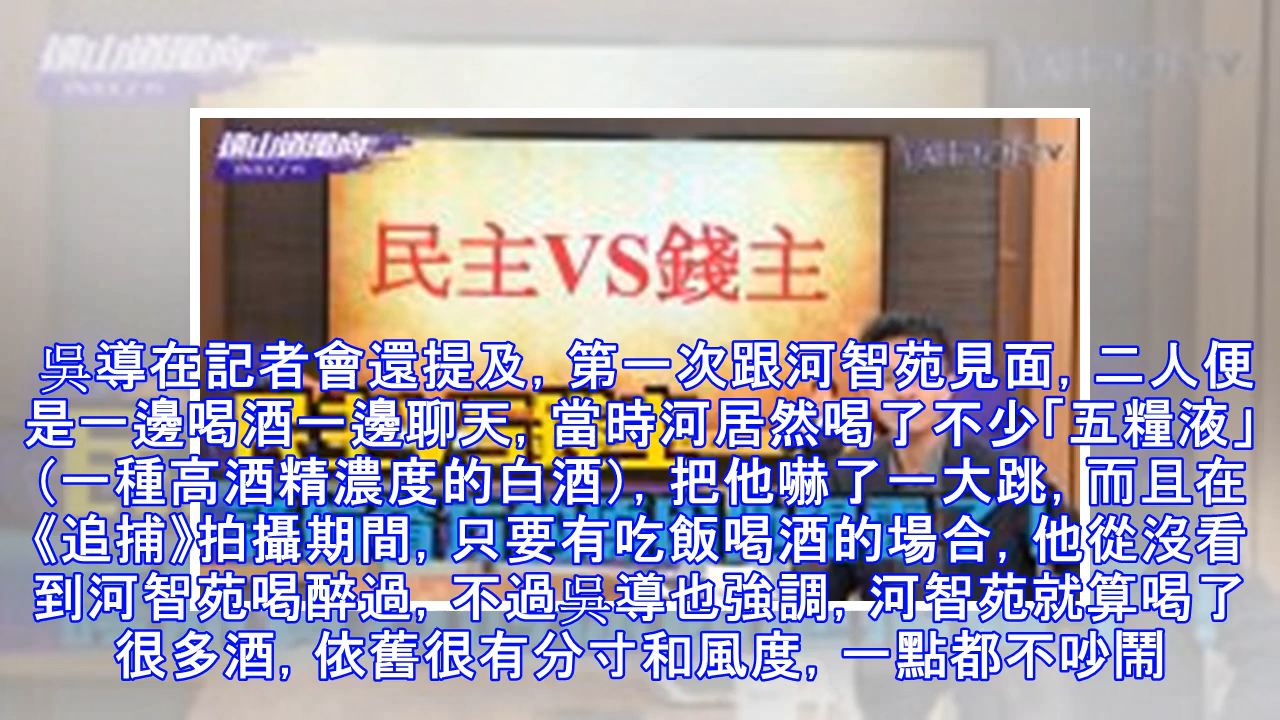 民主VS錢主
吳導在記者會還提及, 第一次跟河智苑見面, 二人便
是一邊喝酒一邊聊天, 當時河居然喝了不少「五糧液」
(一種高酒精濃度的白酒), 把他嚇了一大跳, 而且在
《追捕》拍攝期間, 只要有吃飯喝酒的場合, 他從沒看
到河智苑喝醉過, 不過吳導也強調, 河智苑就算喝了
很多酒, 依舊很有分寸和風度, 一點都不吵鬧